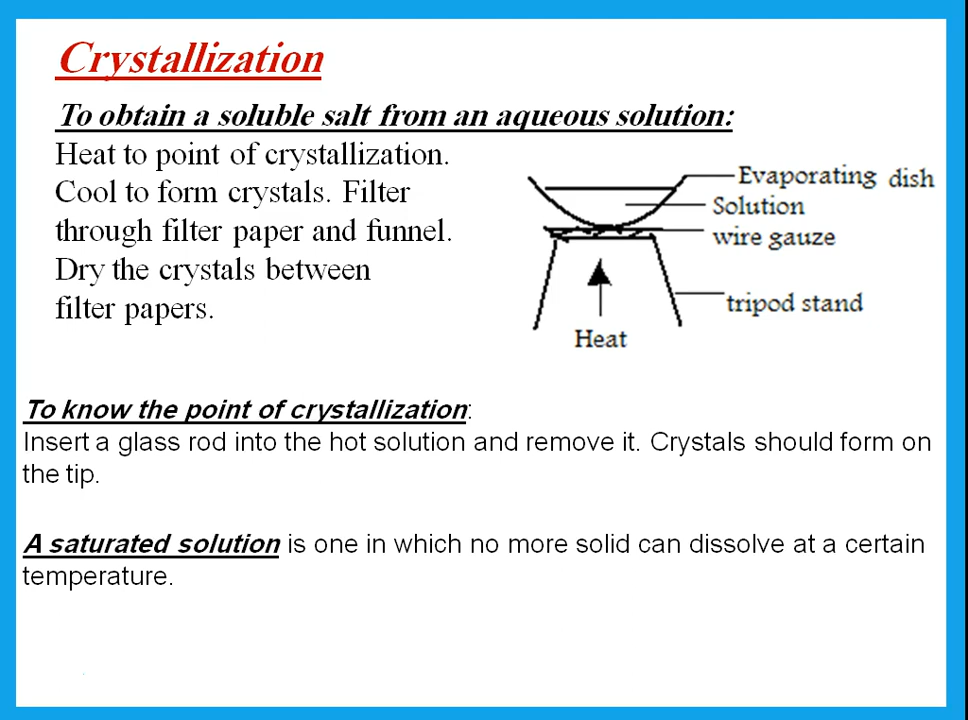 Crystallization
To obtain a soluble salt from an aqueous solution:
Heat to point of crystallization.
Cool to form crystals. Filter
through filter paper and funnel.
Dry the crystals between
filter papers.
Evaporating dish
Solution
wire gauze
tripod stand
Heat
To know the point of crystallization:
Insert a glass rod into the hot solution and remove it. Crystals should form on
the tip.
A saturated solution is one in which no more solid can dissolve at a certain
temperature.